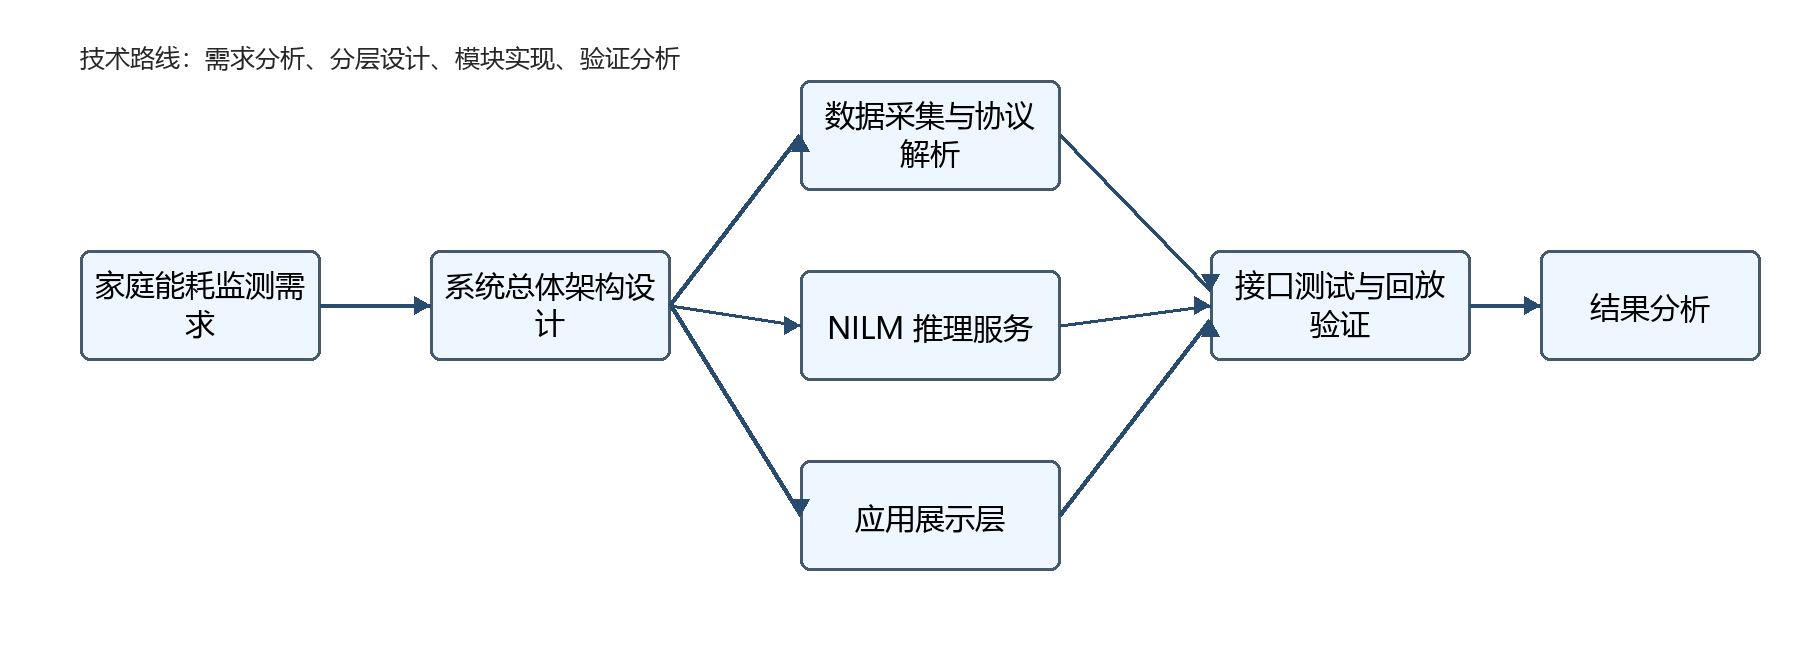 技术路线：需求分析、分层设计、模块实现、验证分析
数据采集与协议
解析
家庭能耗监测需
求
系统总体架构设
计
NILM 推理服务
接口测试与回放
验证
结果分析
应用展示层